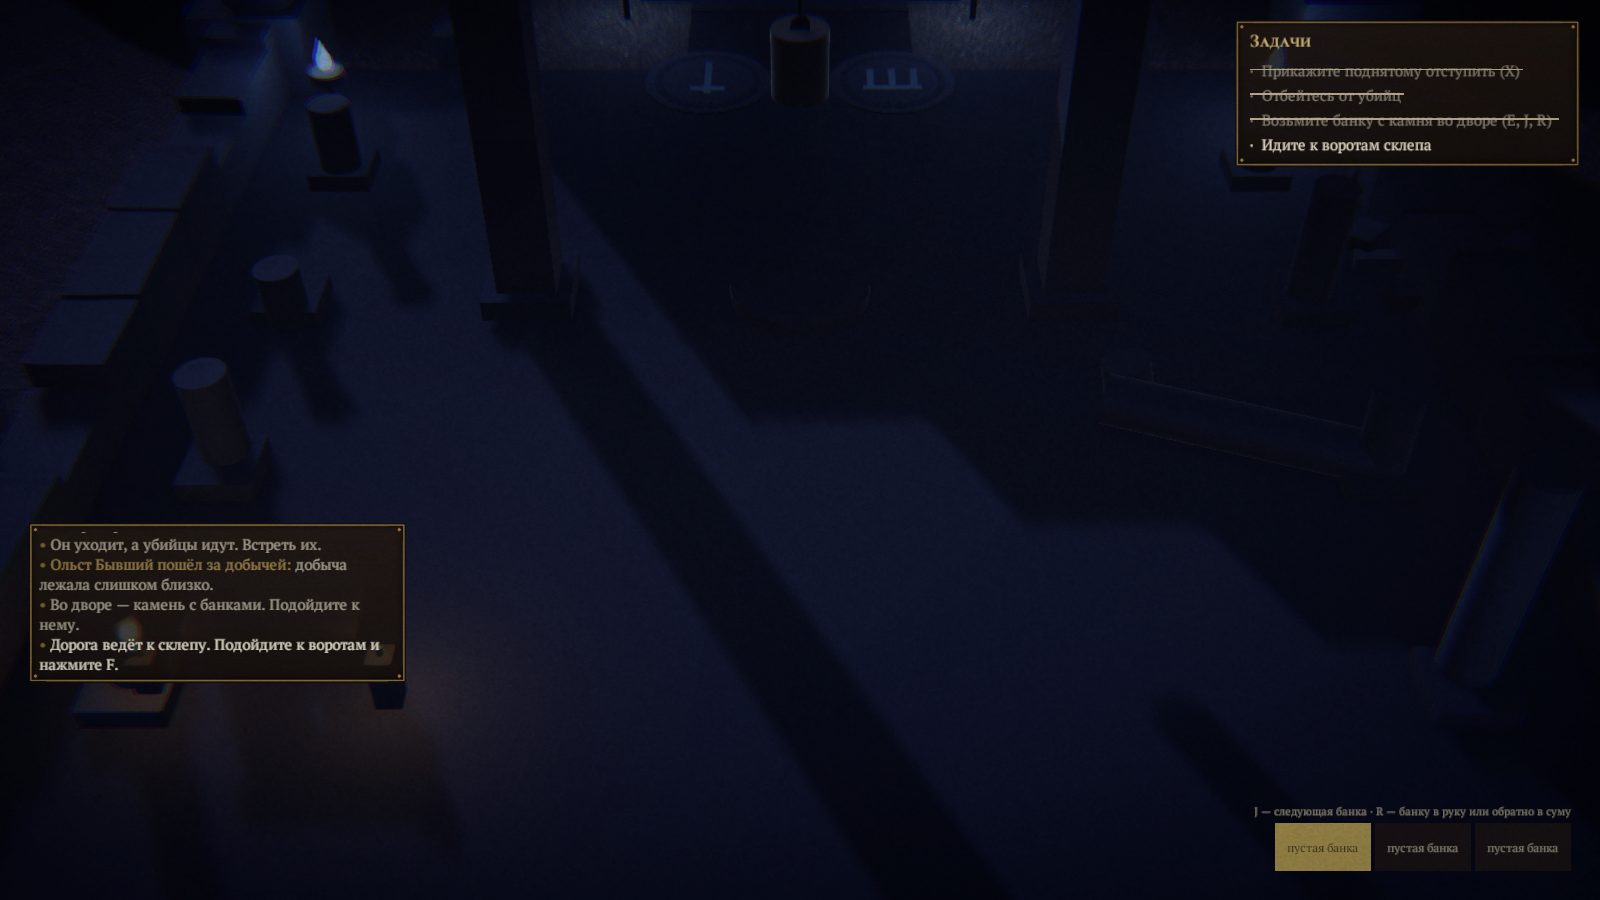 Задачи
· Прикажите поднятому отступить (X)
· Отбейтесь от убийц
· Возьмите банку с камня во дворе (E, J, R)
· Идите к воротам склепа
• Он уходит, а убийцы идут. Встреть их.
• Ольст Бывший пошёл за добычей: добыча
лежала слишком близко.
• Во дворе — камень с банками. Подойдите к
нему.
• Дорога ведёт к склепу. Подойдите к воротам и
нажмите F.
J — следующая банка · R — банку в руку или обратно в суму
пустая банка пустая банка пустая банка